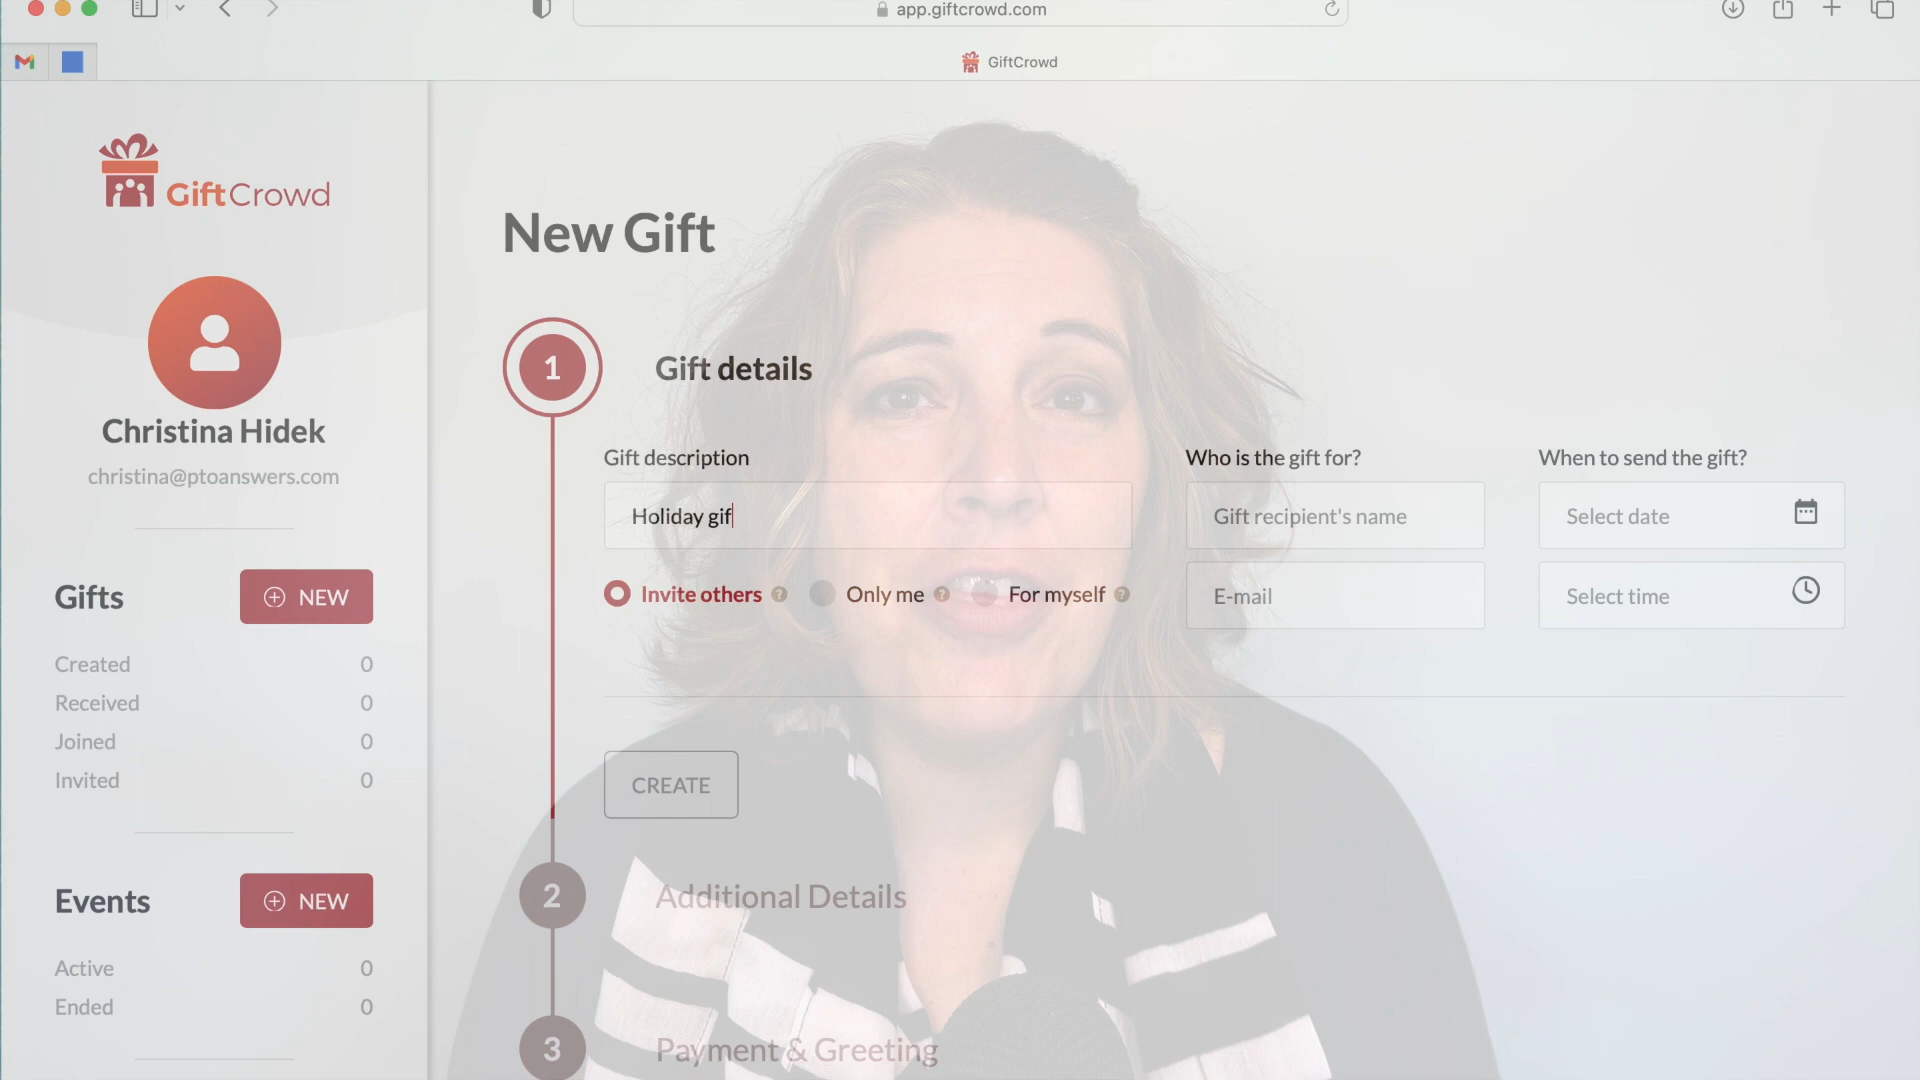 app.giftcrowd.com
GiftCrowd
GiftCrowd
Christina Hidek
christina@ptoanswers.com
Gifts
NEW
Created 0
Received 0
Joined 0
Invited 0
Events
NEW
Active 0
Ended 0
New Gift
1 Gift details
Gift description
Holiday gif
Invite others ? Only me ? For myself ?
Who is the gift for?
Gift recipient's name
E-mail
When to send the gift?
Select date
Select time
CREATE
2 Additional Details
3 Payment & Greeting